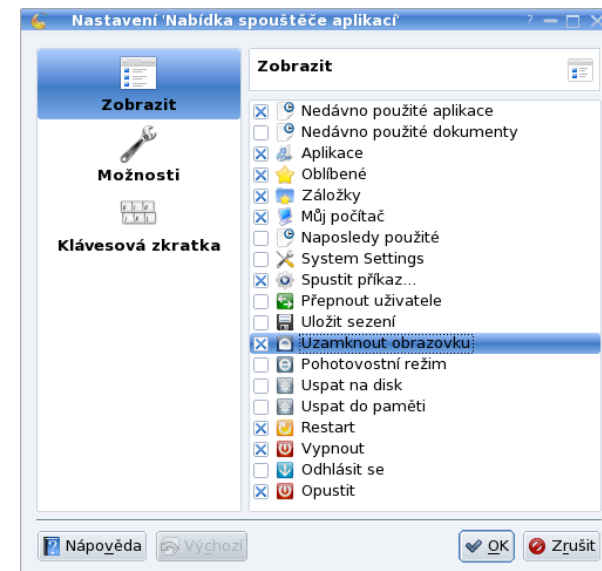 Nastavení 'Nabídka spouštěče aplikací'
Zobrazit
Možnosti
Klávesová zkratka
Zobrazit
Nedávno použité aplikace
Nedávno použité dokumenty
Aplikace
Oblíbené
Záložky
Můj počítač
Naposledy použité
System Settings
Spustit příkaz...
Přepnout uživatele
Uložit sezení
Uzamknout obrazovku
Pohotovostní režim
Uspat na disk
Uspat do paměti
Restart
Vypnout
Odhlásit se
Opustit
Nápověda Výchozí OK Zrušit